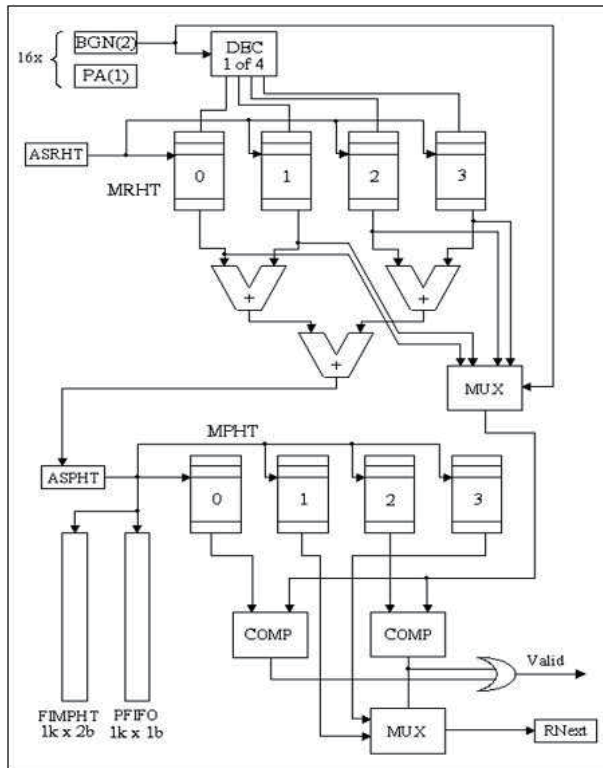 16x
BGN(2)
PA(1)
DEC
1 of 4
ASRHT
MRHT
0
1
2
3
+
+
+
MUX
MPHT
ASPHT
0
1
2
3
COMP
COMP
Valid
FIMPHT
1k x 2b
PFIFO
1k x 1b
MUX
RNext